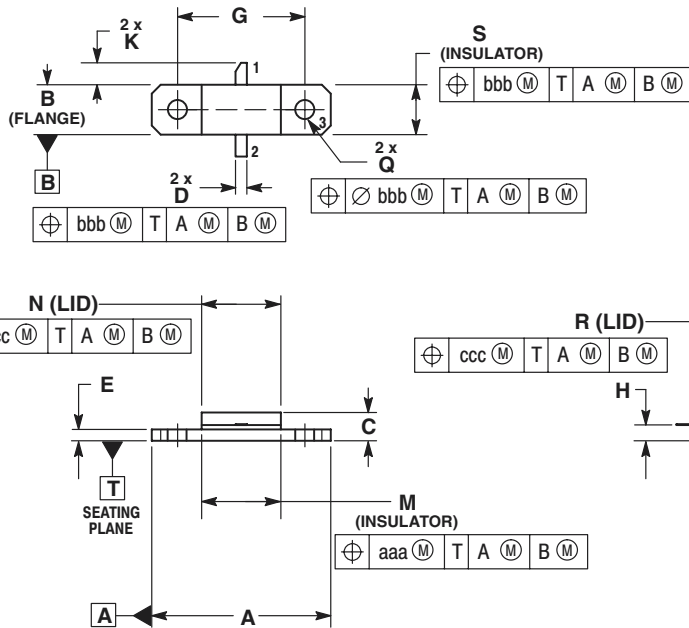 G
2 x
K
1
S
(INSULATOR)
⌖ bbb Ⓜ T A Ⓜ B Ⓜ
B
(FLANGE)
3
2
B
2 x
Q
2 x
D
⌖ ∅ bbb Ⓜ T A Ⓜ B Ⓜ
⌖ bbb Ⓜ T A Ⓜ B Ⓜ
N (LID)
R (LID)
Ⓜ T A Ⓜ B Ⓜ
⌖ ccc Ⓜ T A Ⓜ B Ⓜ
E
H
C
T
SEATING
PLANE
M
(INSULATOR)
⌖ aaa Ⓜ T A Ⓜ B Ⓜ
A
A